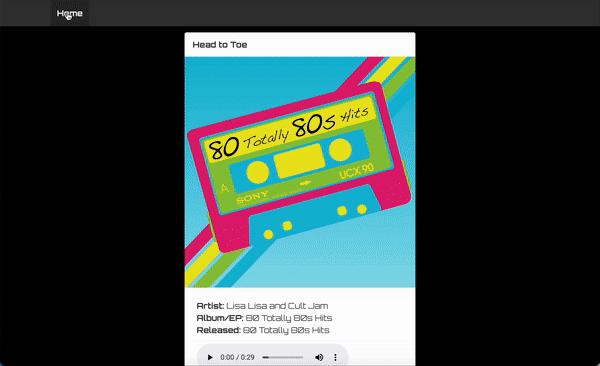 Home
Head to Toe
80 Totally 80s Hits
A
SONY
UCX 90
Artist: Lisa Lisa and Cult Jam
Album/EP: 80 Totally 80s Hits
Released: 80 Totally 80s Hits
0:00 / 0:29